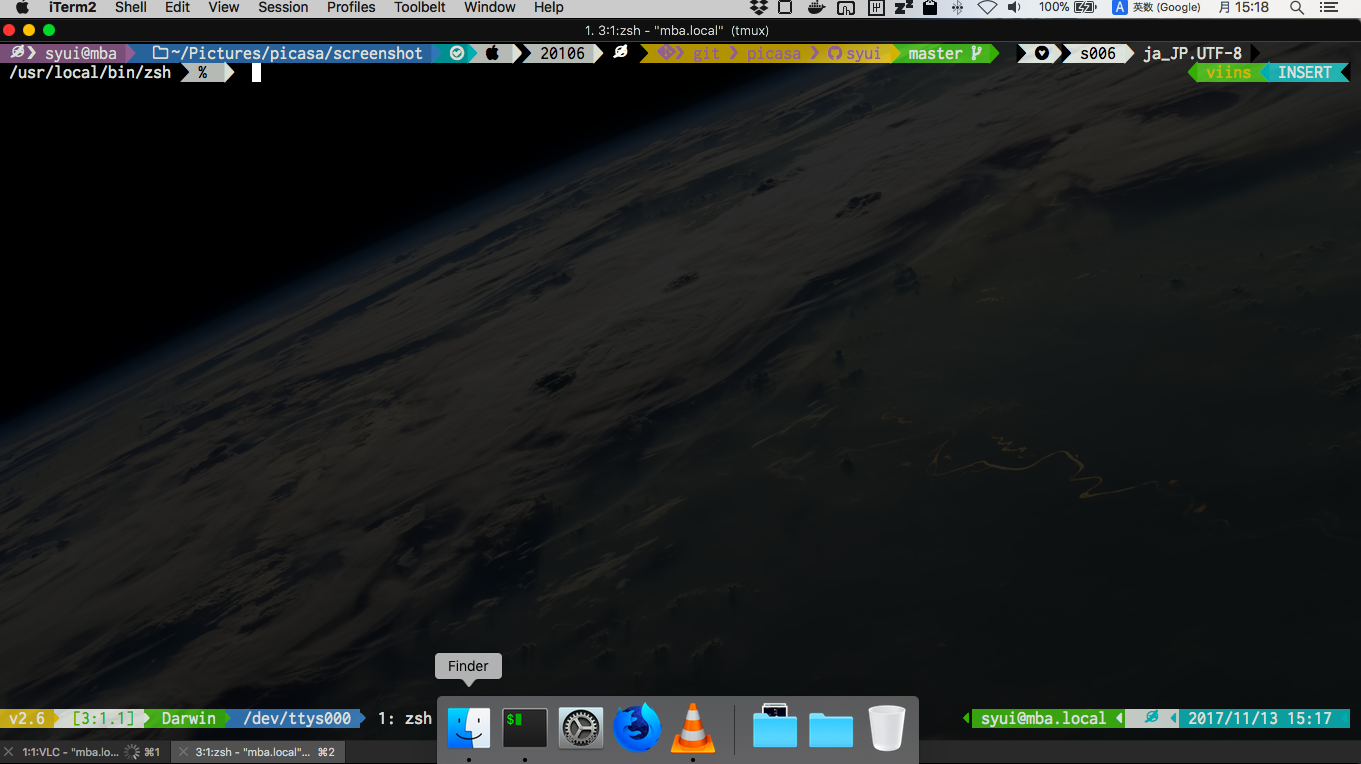 iTerm2 Shell Edit View Session Profiles Toolbelt Window Help 100% A 英数 (Google) 月 15:18
1. 3:1:zsh - "mba.local" (tmux)
syui@mba ~/Pictures/picasa/screenshot 20106 git picasa syui master s006 ja_JP.UTF-8
/usr/local/bin/zsh % viins INSERT
Finder
v2.6 [3:1.1] Darwin /dev/ttys000 1: zsh $ syui@mba.local 2017/11/13 15:17
1:1:VLC - "mba.lo... ⌘1 3:1:zsh - "mba.local"... ⌘2